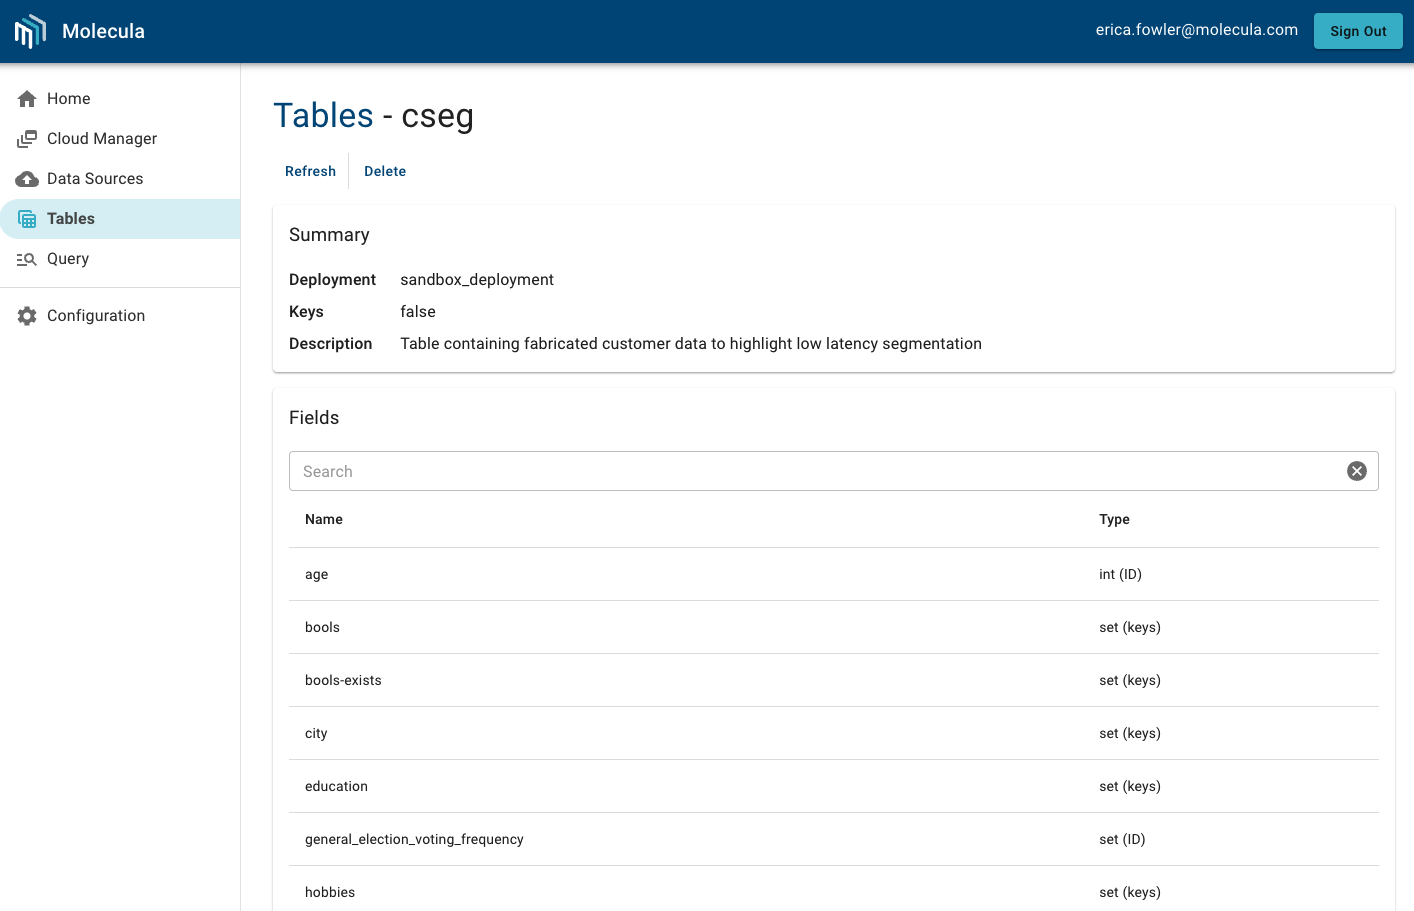 Molecula
erica.fowler@molecula.com
Sign Out
Home
Cloud Manager
Data Sources
Tables
Query
Configuration
Tables - cseg
Refresh
Delete
Summary
Deployment sandbox_deployment
Keys false
Description Table containing fabricated customer data to highlight low latency segmentation
Fields
Search
Name Type
age int (ID)
bools set (keys)
bools-exists set (keys)
city set (keys)
education set (keys)
general_election_voting_frequency set (ID)
hobbies set (keys)